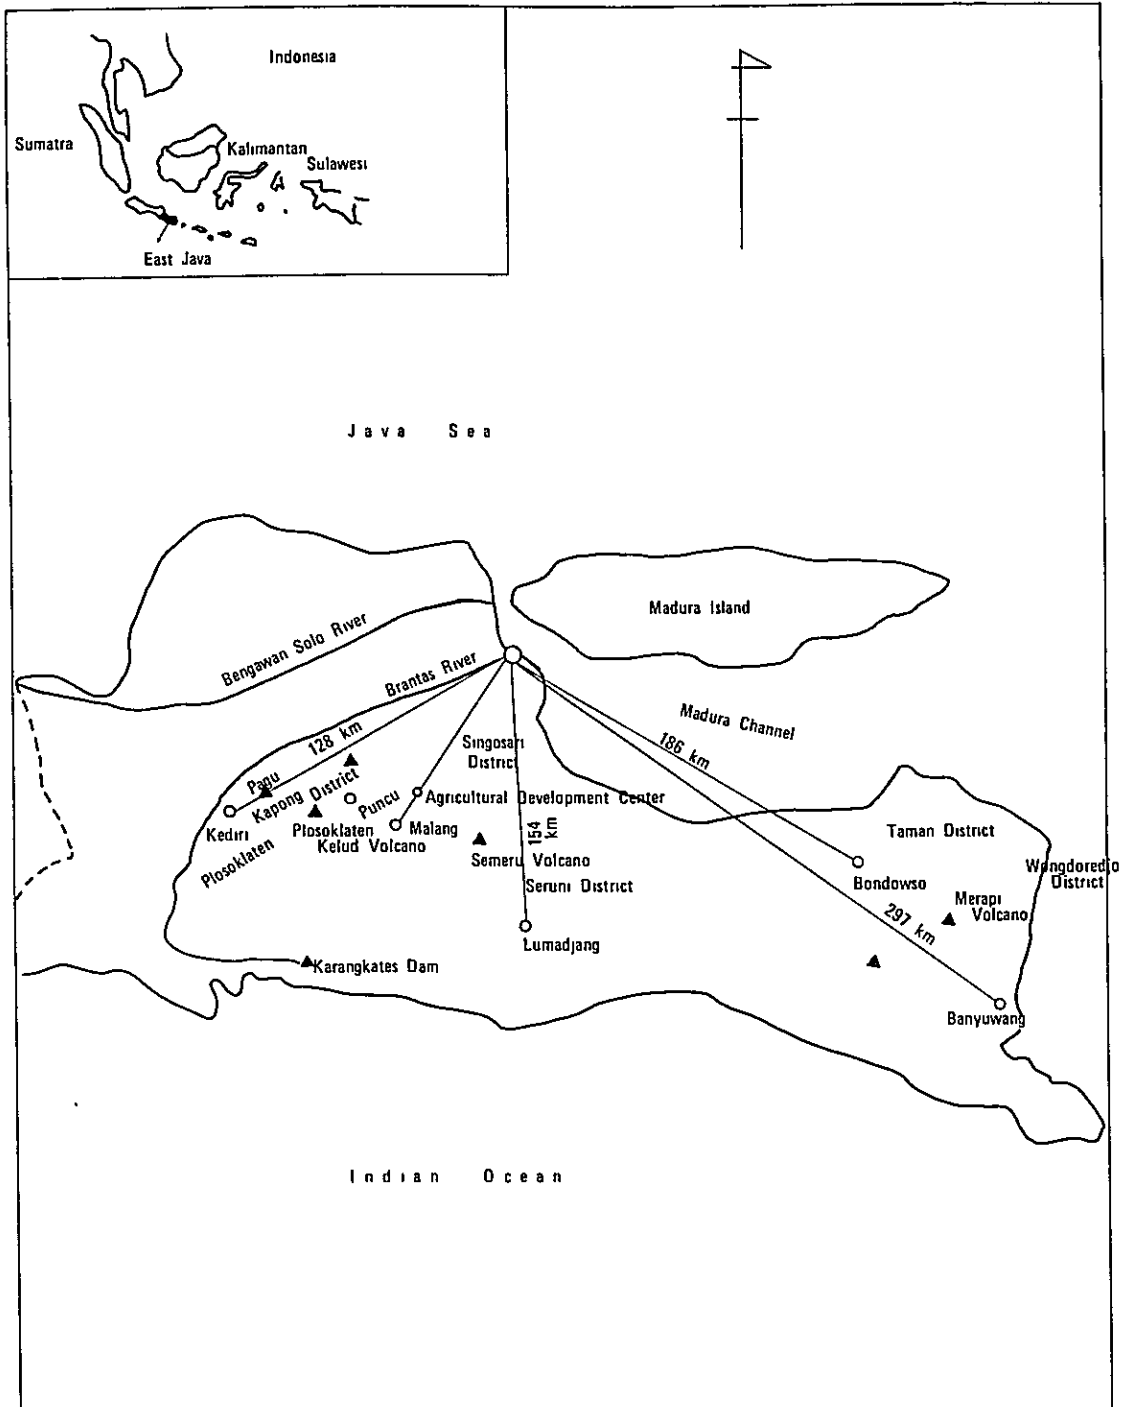 Indonesia
Sumatra
Kalimantan
Sulawesi
East Java
Java Sea
Madura Island
Bengawan Solo River
Brantas River
Madura Channel
128 km
186 km
Singosari
District
Pagu
Kapong District
Puncu
Agricultural Development Center
Kediri
Plosoklaten
Malang
Kelud Volcano
Plosoklaten
154
km
Semeru Volcano
Seruni District
Taman District
Bondowso
Wongdoredjo
District
Merapi
Volcano
297 km
Lumadjang
Karangkates Dam
Banyuwang
Indian Ocean